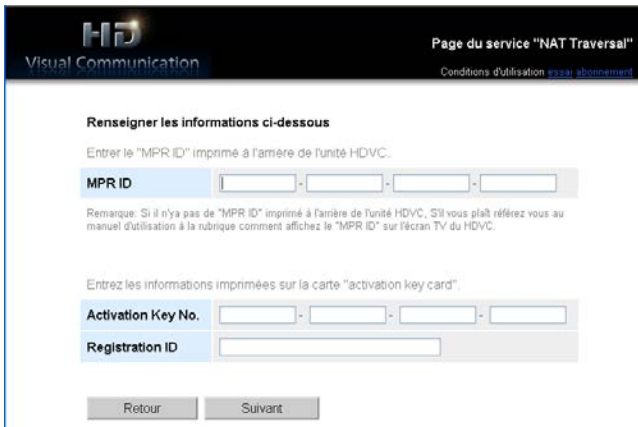 HD
Visual Communication
Page du service "NAT Traversal"
Conditions d'utilisation essai abonnement
Renseigner les informations ci-dessous
Entrer le "MPR ID" imprimé à l'arrière de l'unité HDVC.
MPR ID - - -
Remarque: Si il n'ya pas de "MPR ID" imprimé à l'arrière de l'unité HDVC, S'il vous plaît référez vous au
manuel d'utilisation à la rubrique comment affichez le "MPR ID" sur l'écran TV du HDVC.
Entrez les informations imprimées sur la carte "activation key card".
Activation Key No. - - -
Registration ID
Retour Suivant